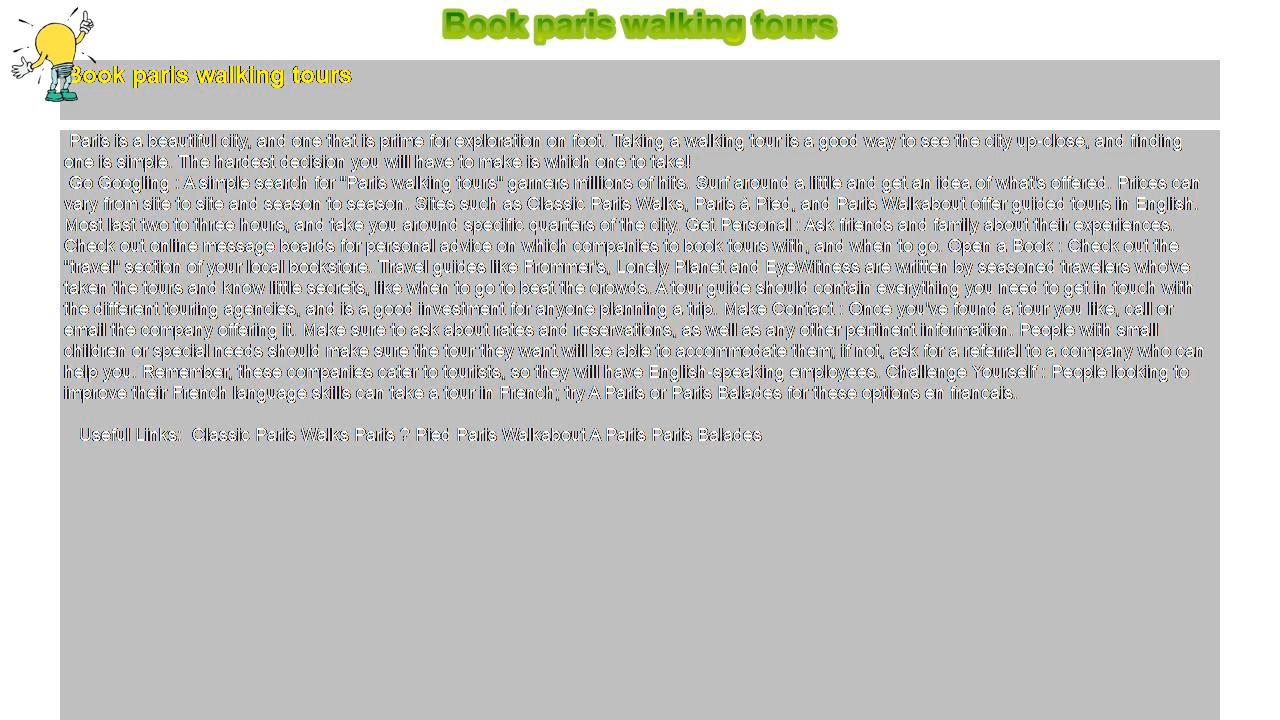 Book paris walking tours
Book paris walking tours
Paris is a beautiful city, and one that is prime for exploration on foot. Taking a walking tour is a good way to see the city up-close, and finding
one is simple. The hardest decision you will have to make is which one to take!
Go Googling : A simple search for "Paris walking tours" garners millions of hits. Surf around a little and get an idea of what's offered. Prices can
vary from site to site and season to season. Sites such as Classic Paris Walks, Paris a Pied, and Paris Walkabout offer guided tours in English.
Most last two to three hours, and take you around specific quarters of the city. Get Personal : Ask friends and family about their experiences.
Check out online message boards for personal advice on which companies to book tours with, and when to go. Open a Book : Check out the
"travel" section of your local bookstore. Travel guides like Frommer's, Lonely Planet and EyeWitness are written by seasoned travelers who've
taken the tours and know little secrets, like when to go to beat the crowds. A tour guide should contain everything you need to get in touch with
the different touring agencies, and is a good investment for anyone planning a trip. Make Contact : Once you've found a tour you like, call or
email the company offering it. Make sure to ask about rates and reservations, as well as any other pertinent information. People with small
children or special needs should make sure the tour they want will be able to accommodate them; if not, ask for a referral to a company who can
help you. Remember, these companies cater to tourists, so they will have English-speaking employees. Challenge Yourself : People looking to
improve their French language skills can take a tour in French; try A Paris or Paris Balades for these options en francais.
Useful Links: Classic Paris Walks Paris ? Pied Paris Walkabout A Paris Paris Balades